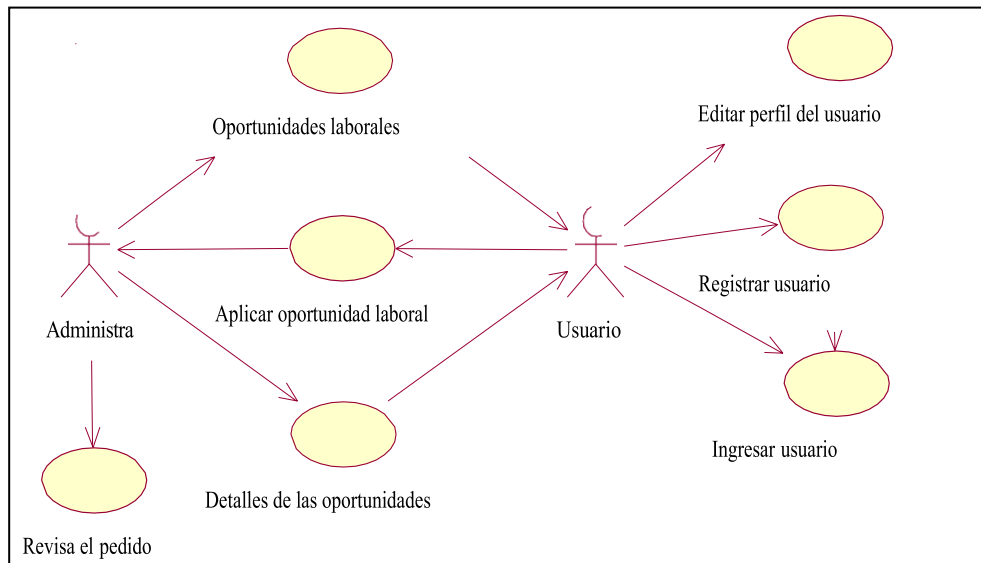 Editar perfil del usuario
Oportunidades laborales
Registrar usuario
Aplicar oportunidad laboral
Administra
Usuario
Ingresar usuario
Detalles de las oportunidades
Revisa el pedido